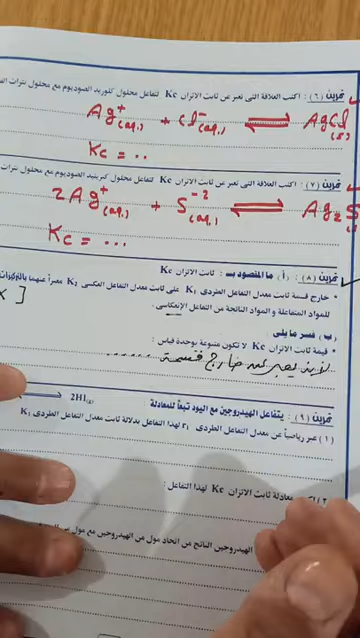 تمرين (٦) : اكتب العلاقة التى تعبر عن ثابت الاتزان Kc لتفاعل محلول كلوريد الصوديوم مع محلول نترات
Ag⁺(aq.) + Cl⁻(aq.) ⇌ AgCl(s)
Kc = ..
تمرين (٧) : اكتب العلاقة التى تعبر عن ثابت الاتزان Kc لتفاعل محلول كبريتيد الصوديوم مع محلول نترات
2Ag⁺(aq.) + S⁻²(aq.) ⇌ Ag₂S
Kc = ...
تمرين (٨) : (أ) ما المقصود بـ : ثابت الاتزان Kc
• خارج قسمة ثابت معدل التفاعل الطردى K₁ على ثابت معدل التفاعل العكسى K₂ معبراً عنهما بالتركيزات
للمواد المتفاعلة والمواد الناتجة من التفاعل الإنعكاسى.
(ب) فسر ما يلى
• قيمة ثابت الاتزان Kc لا تكون متبوعة بوحدة قياس :
لأنه يعبر عنه خارج قسمة ......
تمرين (٩) : يتفاعل الهيدروجين مع اليود تبعاً للمعادلة
⇌ 2HI(g)
(١) عبر رياضياً عن معدل التفاعل الطردى r₁ لهذا التفاعل بدلالة ثابت معدل التفاعل الطردى K₁
معادلة ثابت الاتزان Kc لهذا التفاعل :
الهيدروجين الناتج من اتحاد مول من الهيدروجين مع مول